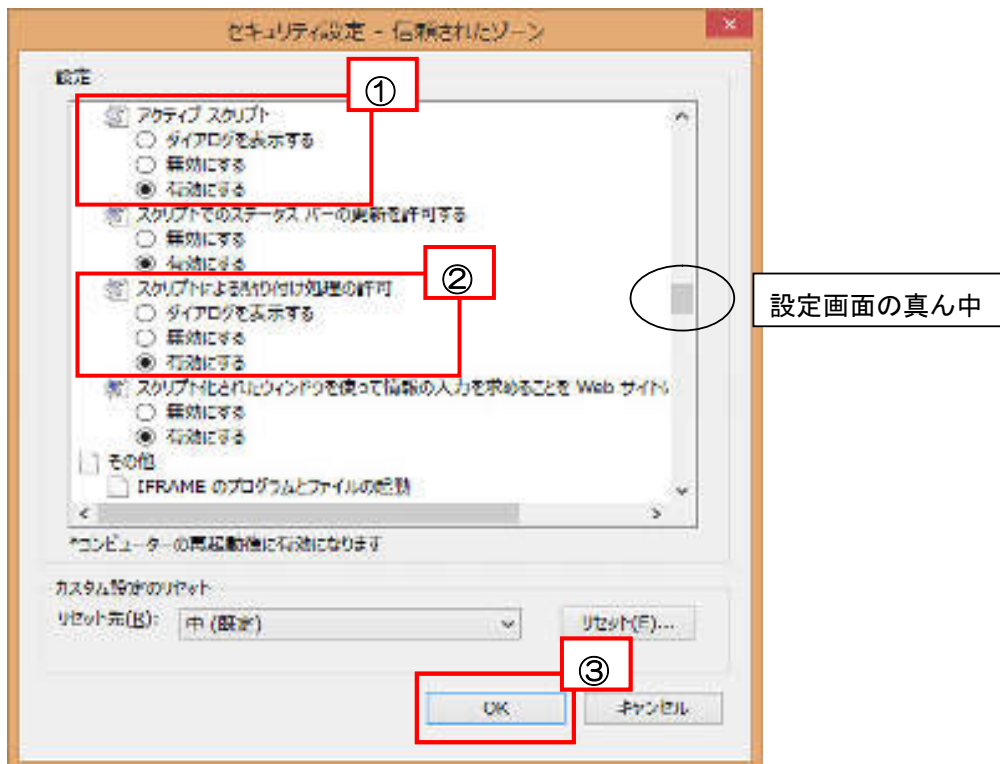 セキュリティ設定 - 信頼されたゾーン
×
設定
①
アクティブ スクリプト
ダイアログを表示する
無効にする
有効にする
スクリプトでのステータス バーの更新を許可する
無効にする
有効にする
②
スクリプトによる貼り付け処理の許可
ダイアログを表示する
無効にする
有効にする
設定画面の真ん中
スクリプト化されたウィンドウを使って情報の入力を求めることを Web サイト
無効にする
有効にする
その他
IFRAME のプログラムとファイルの起動
*コンピューターの再起動後に有効になります
カスタム設定のリセット
リセット先(R):
中 (既定)
リセット(E)...
③
OK
キャンセル